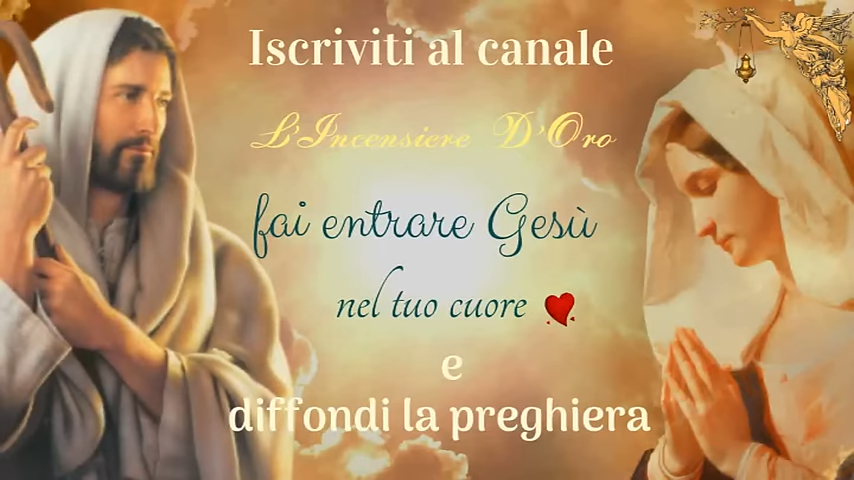 Iscriviti al canale
L'Incensiere D'Oro
fai entrare Gesù
nel tuo cuore
e
diffondi la preghiera